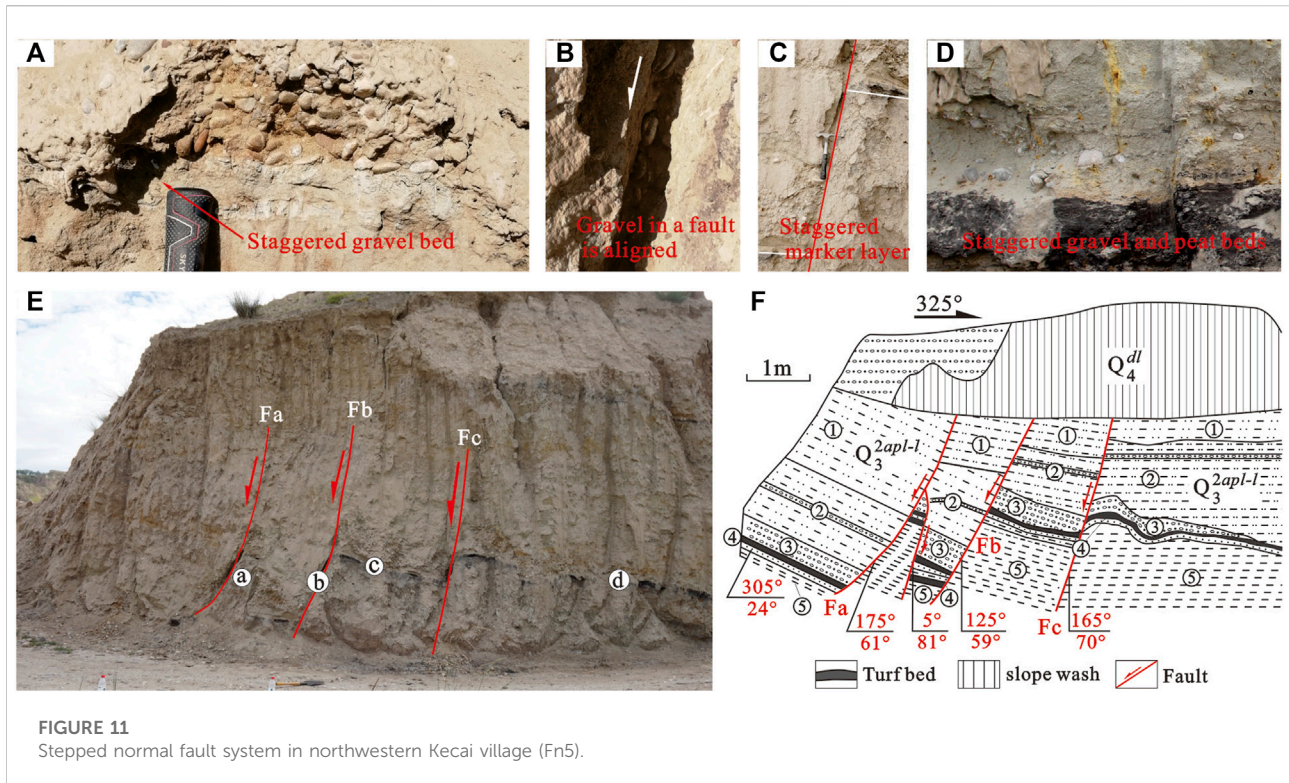 A
Staggered gravel bed
B
Gravel in a fault
is aligned
C
Staggered
marker layer
D
Staggered gravel and peat beds
E
Fa
Fb
Fc
a
b
c
d
F
325°
1m
Q₄ᵈˡ
①
Q₃²ᵃᵖˡ⁻ˡ
①
①
①
②
②
②
②
Q₃²ᵃᵖˡ⁻ˡ
③
③
③
③
④
④
④
⑤
⑤
⑤
⑤
Fa
Fb
Fc
305°
24°
175°
61°
5°
81°
125°
59°
165°
70°
Turf bed
slope wash
Fault
FIGURE 11
Stepped normal fault system in northwestern Kecai village (Fn5).